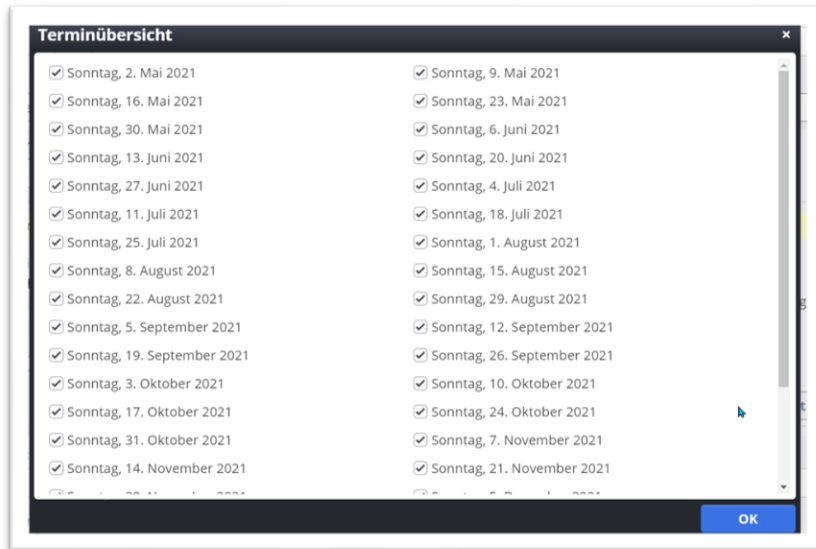 Terminübersicht ×
Sonntag, 2. Mai 2021 Sonntag, 9. Mai 2021
Sonntag, 16. Mai 2021 Sonntag, 23. Mai 2021
Sonntag, 30. Mai 2021 Sonntag, 6. Juni 2021
Sonntag, 13. Juni 2021 Sonntag, 20. Juni 2021
Sonntag, 27. Juni 2021 Sonntag, 4. Juli 2021
Sonntag, 11. Juli 2021 Sonntag, 18. Juli 2021
Sonntag, 25. Juli 2021 Sonntag, 1. August 2021
Sonntag, 8. August 2021 Sonntag, 15. August 2021
Sonntag, 22. August 2021 Sonntag, 29. August 2021
Sonntag, 5. September 2021 Sonntag, 12. September 2021
Sonntag, 19. September 2021 Sonntag, 26. September 2021
Sonntag, 3. Oktober 2021 Sonntag, 10. Oktober 2021
Sonntag, 17. Oktober 2021 Sonntag, 24. Oktober 2021
Sonntag, 31. Oktober 2021 Sonntag, 7. November 2021
Sonntag, 14. November 2021 Sonntag, 21. November 2021
OK